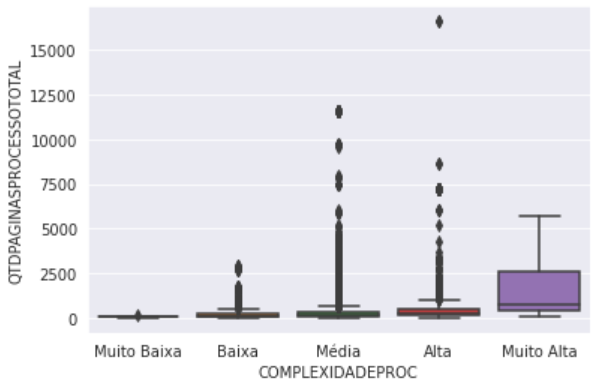 QTDPAGINASPROCESSOTOTAL
15000
12500
10000
7500
5000
2500
0
Muito Baixa Baixa Média Alta Muito Alta
COMPLEXIDADEPROC